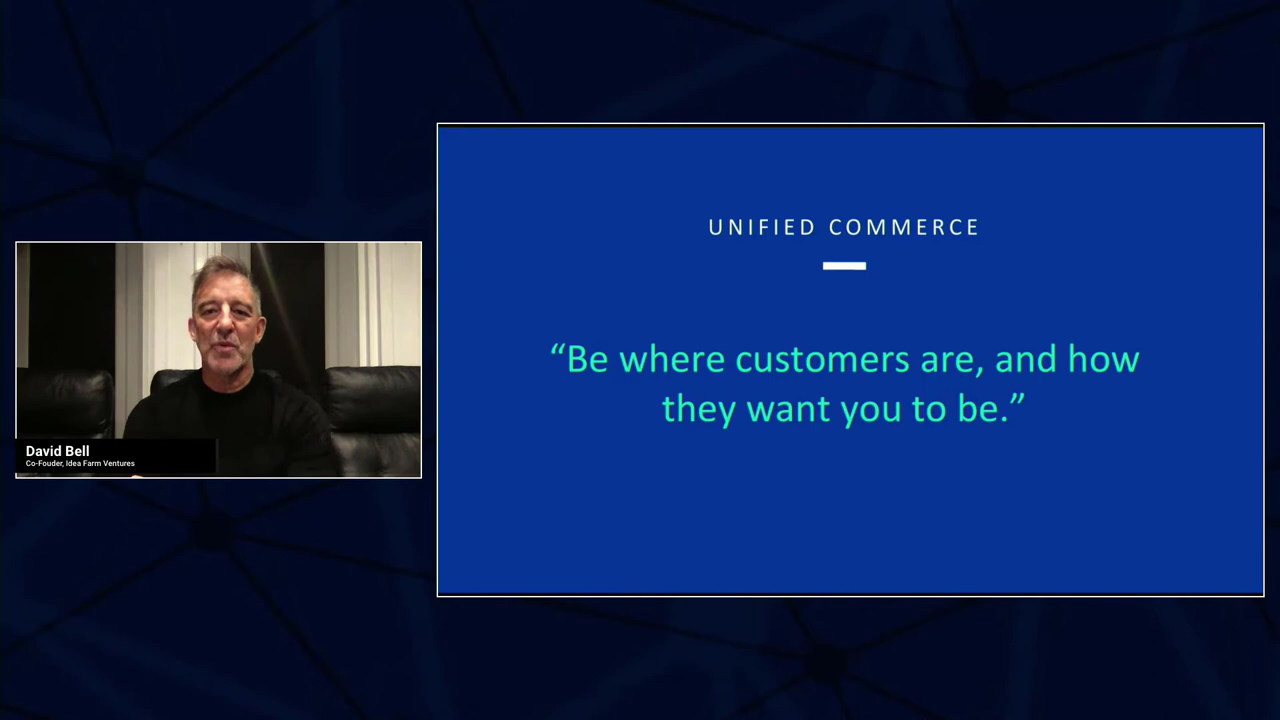 UNIFIED COMMERCE
“Be where customers are, and how
they want you to be.”
David Bell
Co-Fouder, Idea Farm Ventures